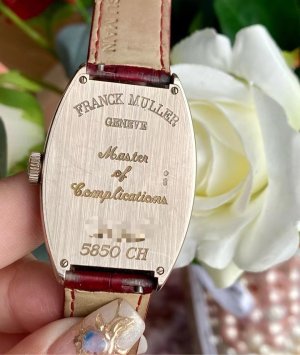 FRANCK MULLER
GENEVE
Master
of
Complications
5850 CH